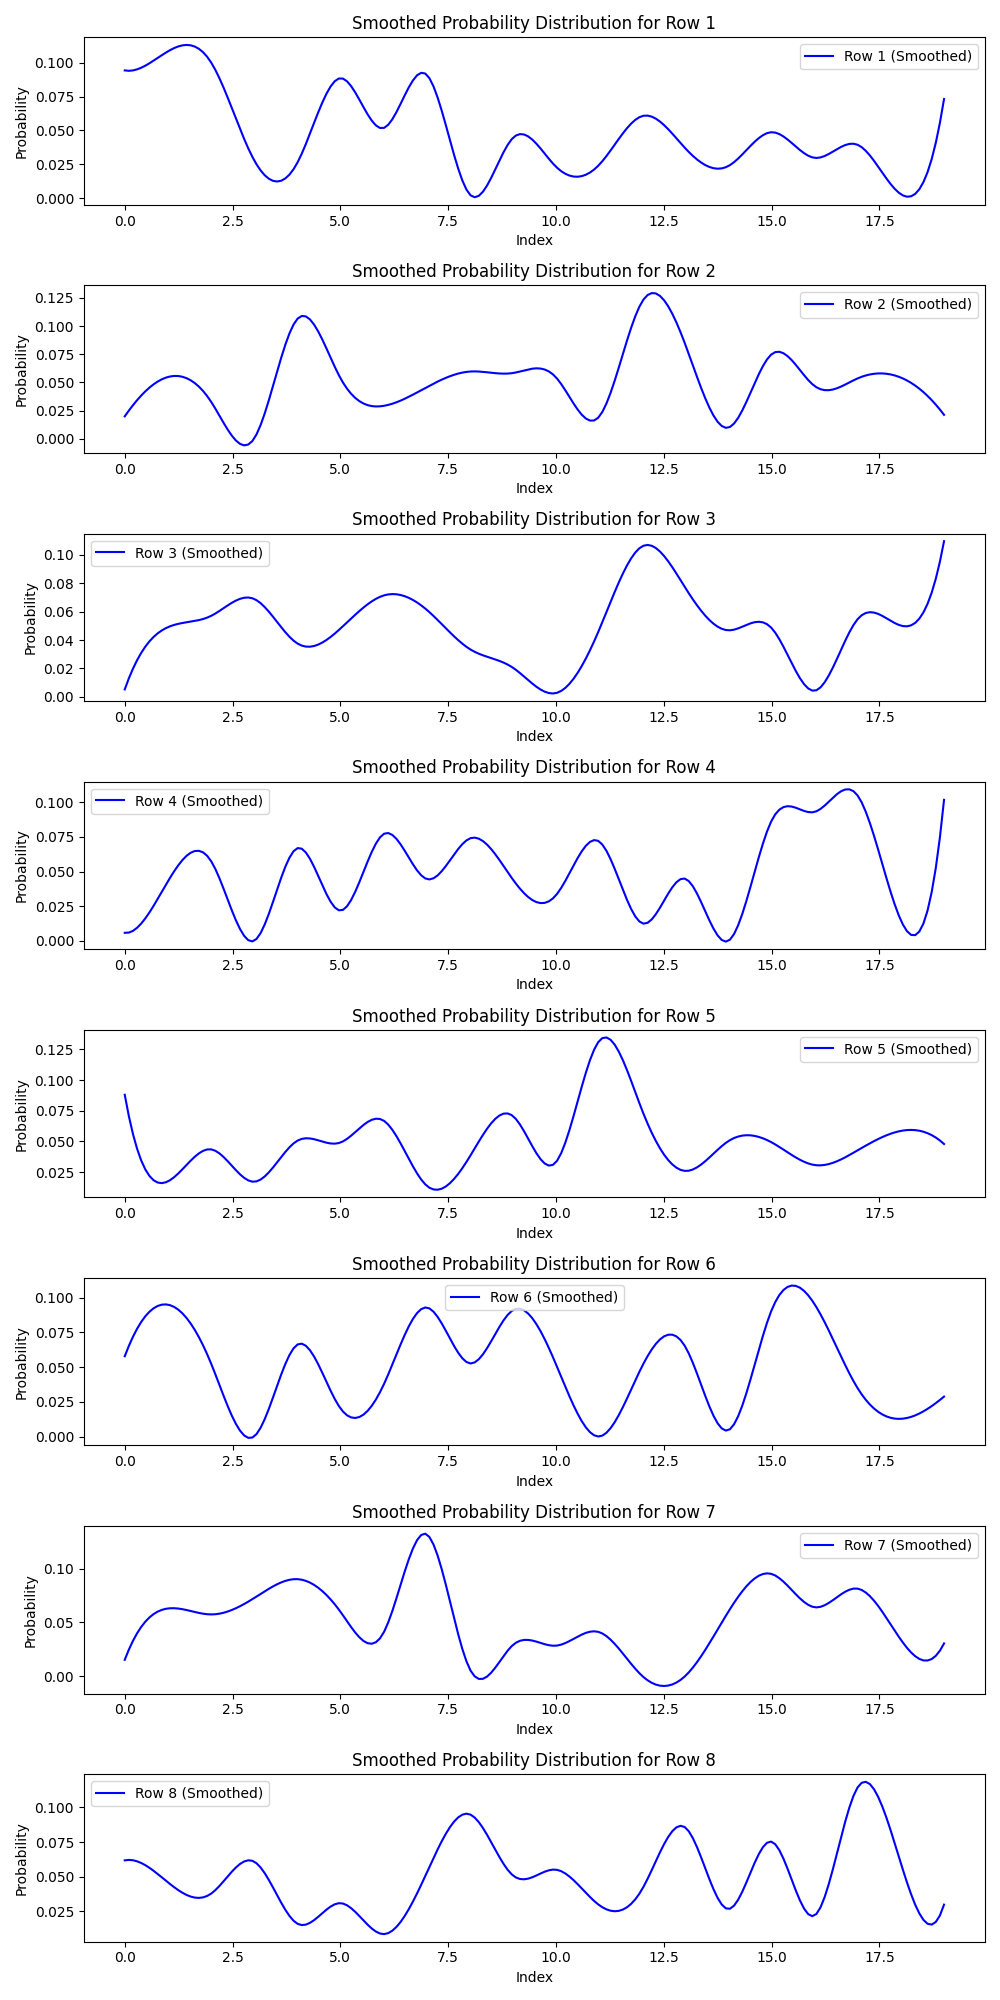 Smoothed Probability Distribution for Row 1
Probability
0.100
0.075
0.050
0.025
0.000
Row 1 (Smoothed)
0.0 2.5 5.0 7.5 10.0 12.5 15.0 17.5
Index
Smoothed Probability Distribution for Row 2
Probability
0.125
0.100
0.075
0.050
0.025
0.000
Row 2 (Smoothed)
0.0 2.5 5.0 7.5 10.0 12.5 15.0 17.5
Index
Smoothed Probability Distribution for Row 3
Probability
0.10
0.08
0.06
0.04
0.02
0.00
Row 3 (Smoothed)
0.0 2.5 5.0 7.5 10.0 12.5 15.0 17.5
Index
Smoothed Probability Distribution for Row 4
Probability
0.100
0.075
0.050
0.025
0.000
Row 4 (Smoothed)
0.0 2.5 5.0 7.5 10.0 12.5 15.0 17.5
Index
Smoothed Probability Distribution for Row 5
Probability
0.125
0.100
0.075
0.050
0.025
Row 5 (Smoothed)
0.0 2.5 5.0 7.5 10.0 12.5 15.0 17.5
Index
Smoothed Probability Distribution for Row 6
Probability
0.100
0.075
0.050
0.025
0.000
Row 6 (Smoothed)
0.0 2.5 5.0 7.5 10.0 12.5 15.0 17.5
Index
Smoothed Probability Distribution for Row 7
Probability
0.10
0.05
0.00
Row 7 (Smoothed)
0.0 2.5 5.0 7.5 10.0 12.5 15.0 17.5
Index
Smoothed Probability Distribution for Row 8
Probability
0.100
0.075
0.050
0.025
Row 8 (Smoothed)
0.0 2.5 5.0 7.5 10.0 12.5 15.0 17.5
Index